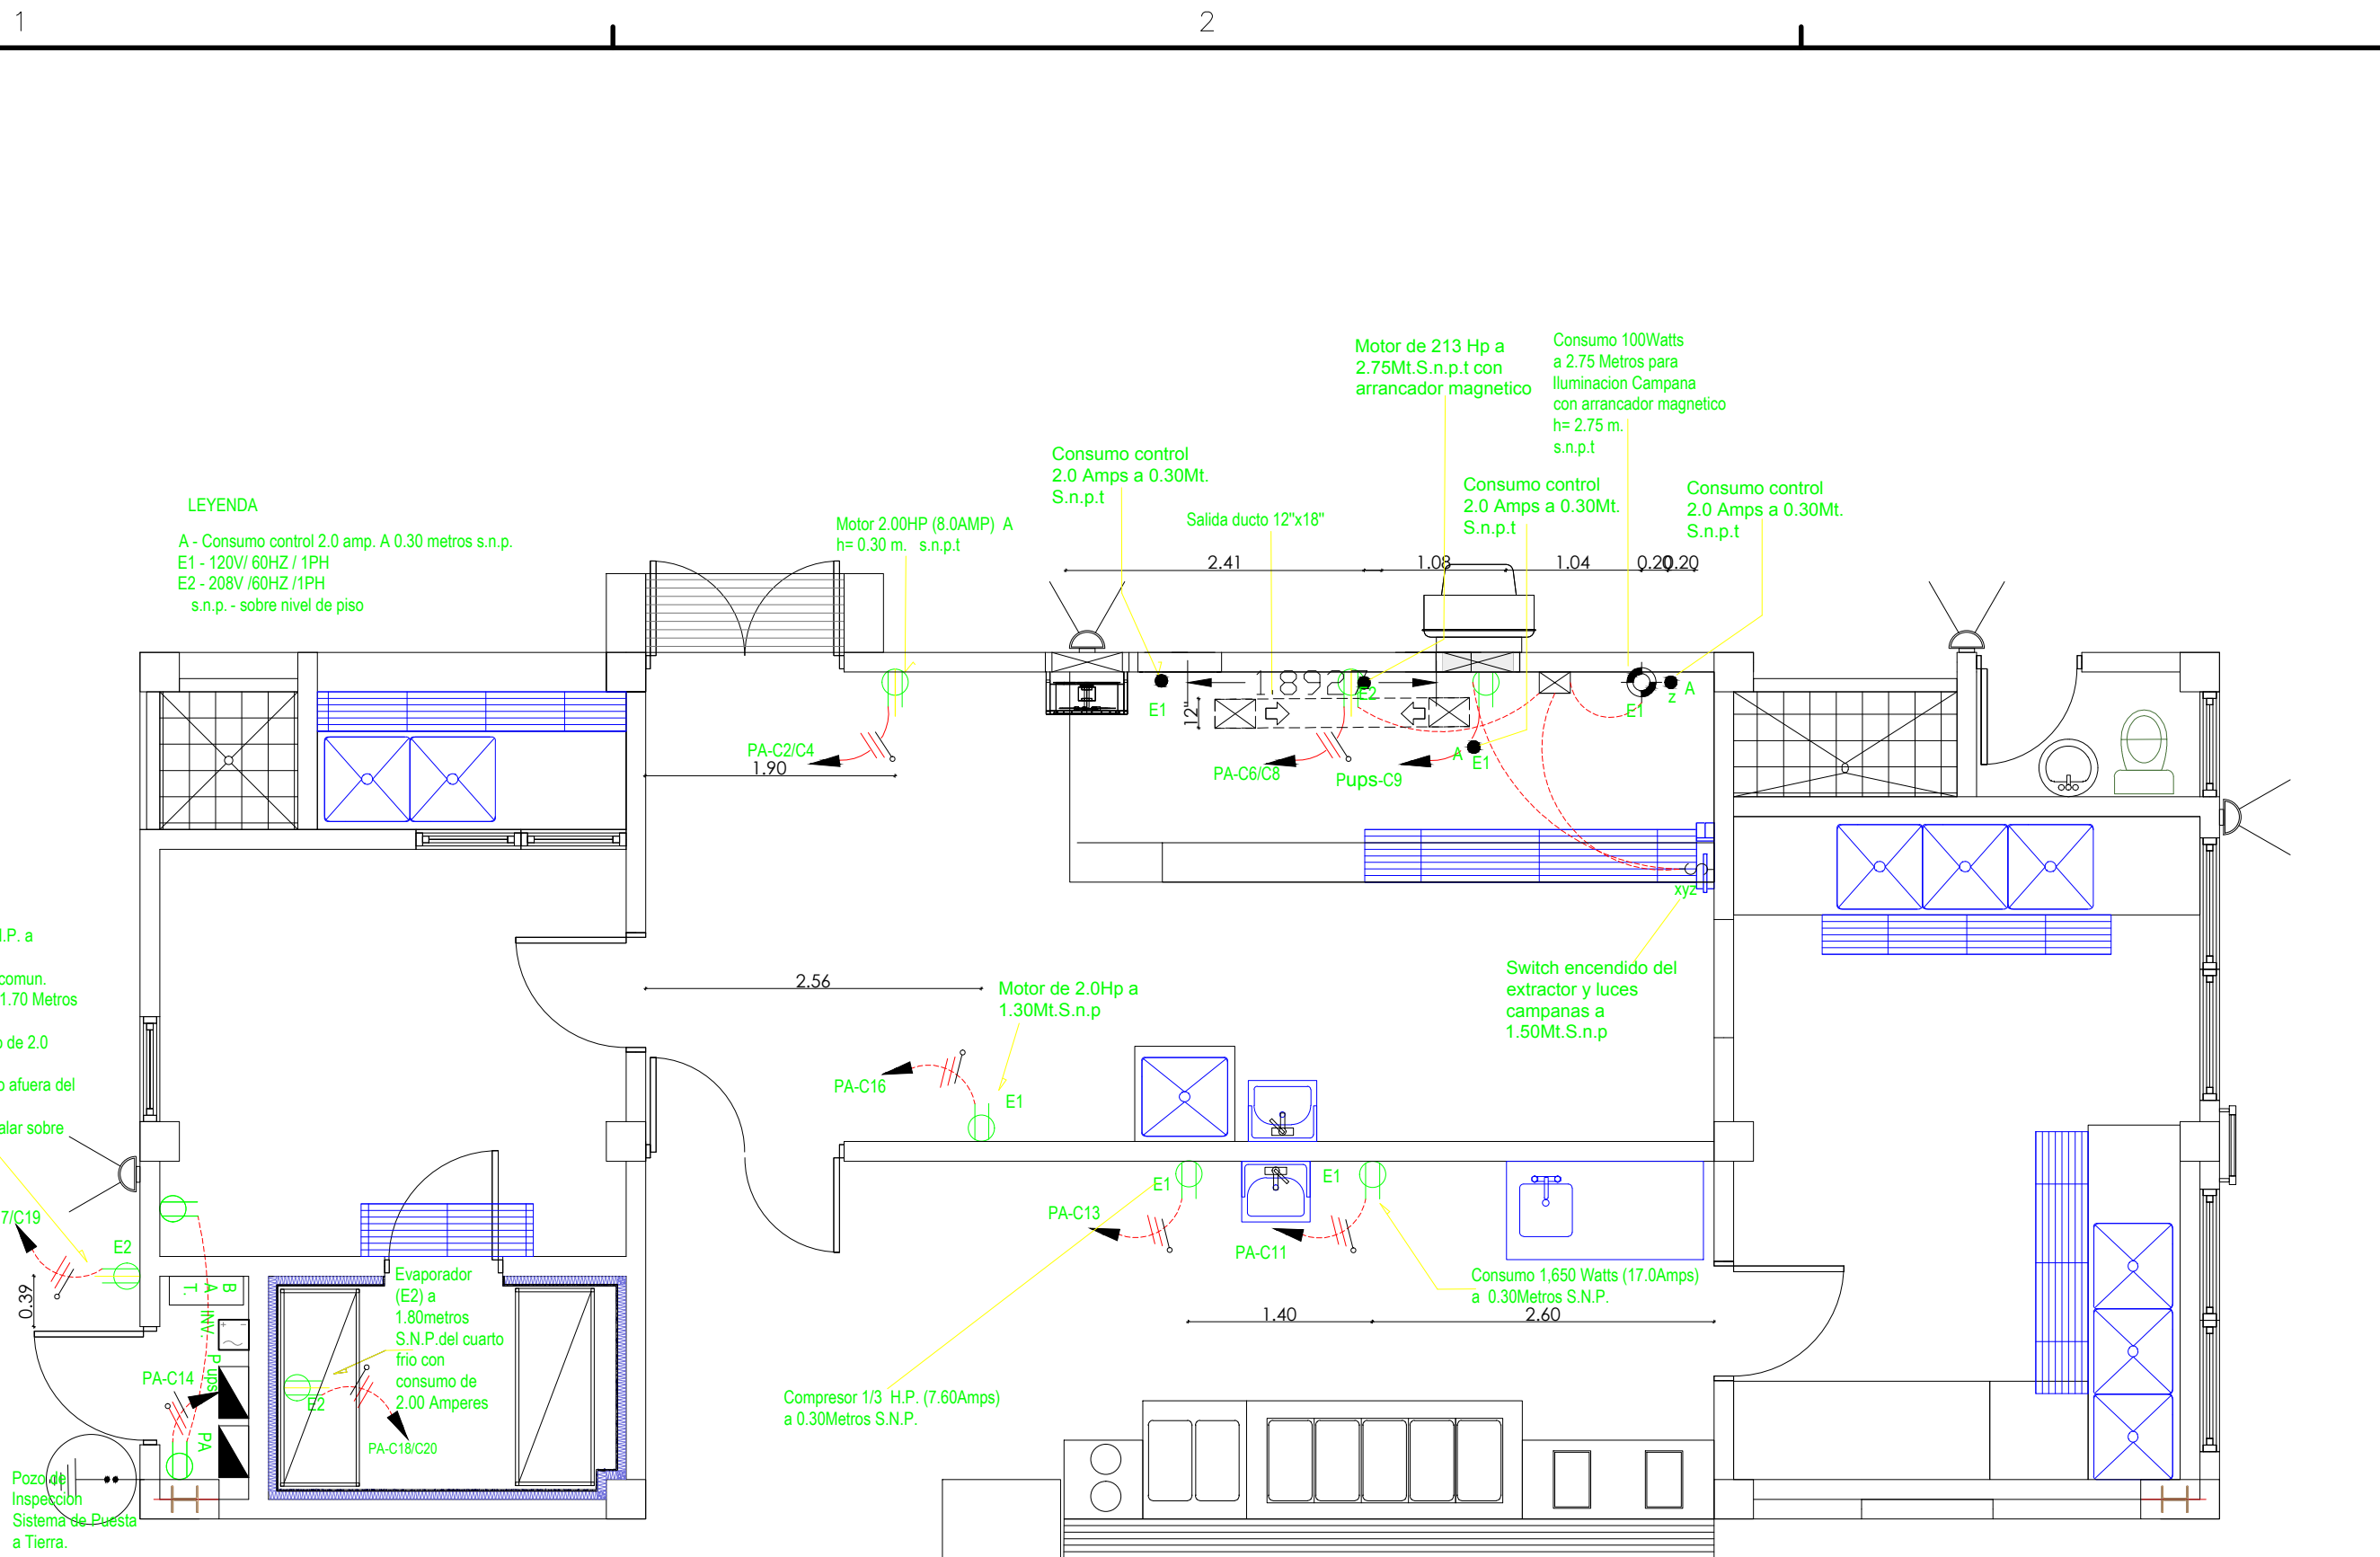 1
2
Motor de 213 Hp a
2.75Mt.S.n.p.t con
arrancador magnetico
Consumo 100Watts
a 2.75 Metros para
Iluminacion Campana
con arrancador magnetico
h= 2.75 m.
s.n.p.t
Consumo control
2.0 Amps a 0.30Mt.
S.n.p.t
Consumo control
2.0 Amps a 0.30Mt.
S.n.p.t
Consumo control
2.0 Amps a 0.30Mt.
S.n.p.t
LEYENDA
A - Consumo control 2.0 amp. A 0.30 metros s.n.p.
E1 - 120V/ 60HZ / 1PH
E2 - 208V /60HZ /1PH
s.n.p. - sobre nivel de piso
Motor 2.00HP (8.0AMP) A
h= 0.30 m. s.n.p.t
Salida ducto 12"x18"
2.41
1.08
1.04
0.20
0.20
E1
12"
E2
E1
z
A
PA-C2/C4
1.90
PA-C6/C8
Pups-C9
A
E1
xyz
Switch encendido del
extractor y luces
campanas a
1.50Mt.S.n.p
2.56
Motor de 2.0Hp a
1.30Mt.S.n.p
PA-C16
E1
.P. a
comun.
1.70 Metros
de 2.0
afuera del
alar sobre
7/C19
E2
0.39
B
A
T.
INV.
P ups
PA
PA-C14
Evaporador
(E2) a
1.80metros
S.N.P.del cuarto
frio con
consumo de
2.00 Amperes
E2
PA-C18/C20
E1
PA-C13
E1
PA-C11
Consumo 1,650 Watts (17.0Amps)
a 0.30Metros S.N.P.
1.40
2.60
Compresor 1/3 H.P. (7.60Amps)
a 0.30Metros S.N.P.
Pozo de
Inspeccion
Sistema de Puesta
a Tierra.